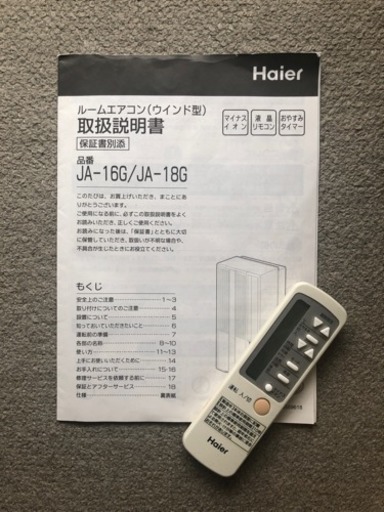 Haier
ルームエアコン(ウインド型)
取扱説明書
保証書別添
マイナス
イオン
液晶
リモコン
おやすみ
タイマー
品番
JA-16G/JA-18G
このたびは、お買上げいただき、まことにあ
りがとうございます。
ご使用になる前に、必ずこの取扱説明書をよく
お読みいただき、正しくご使用ください。
お読みになった後は、「保証書」とともに大切
に保管していただき、取扱いが不明な場合や、
不具合が生じたときにお役立てください。
もくじ
安全上のご注意 1~3
取り付けについてのご注意 4
設置について 5
知っておいていただきたいこと 6
運転前の準備 7
各部の名称 8~10
使い方 11~13
上手にお使いいただくために 14
お手入れについて 15~16
修理サービスを依頼する前に 17
保証とアフターサービス 18
仕様 裏表紙
運転 入/切
Haier